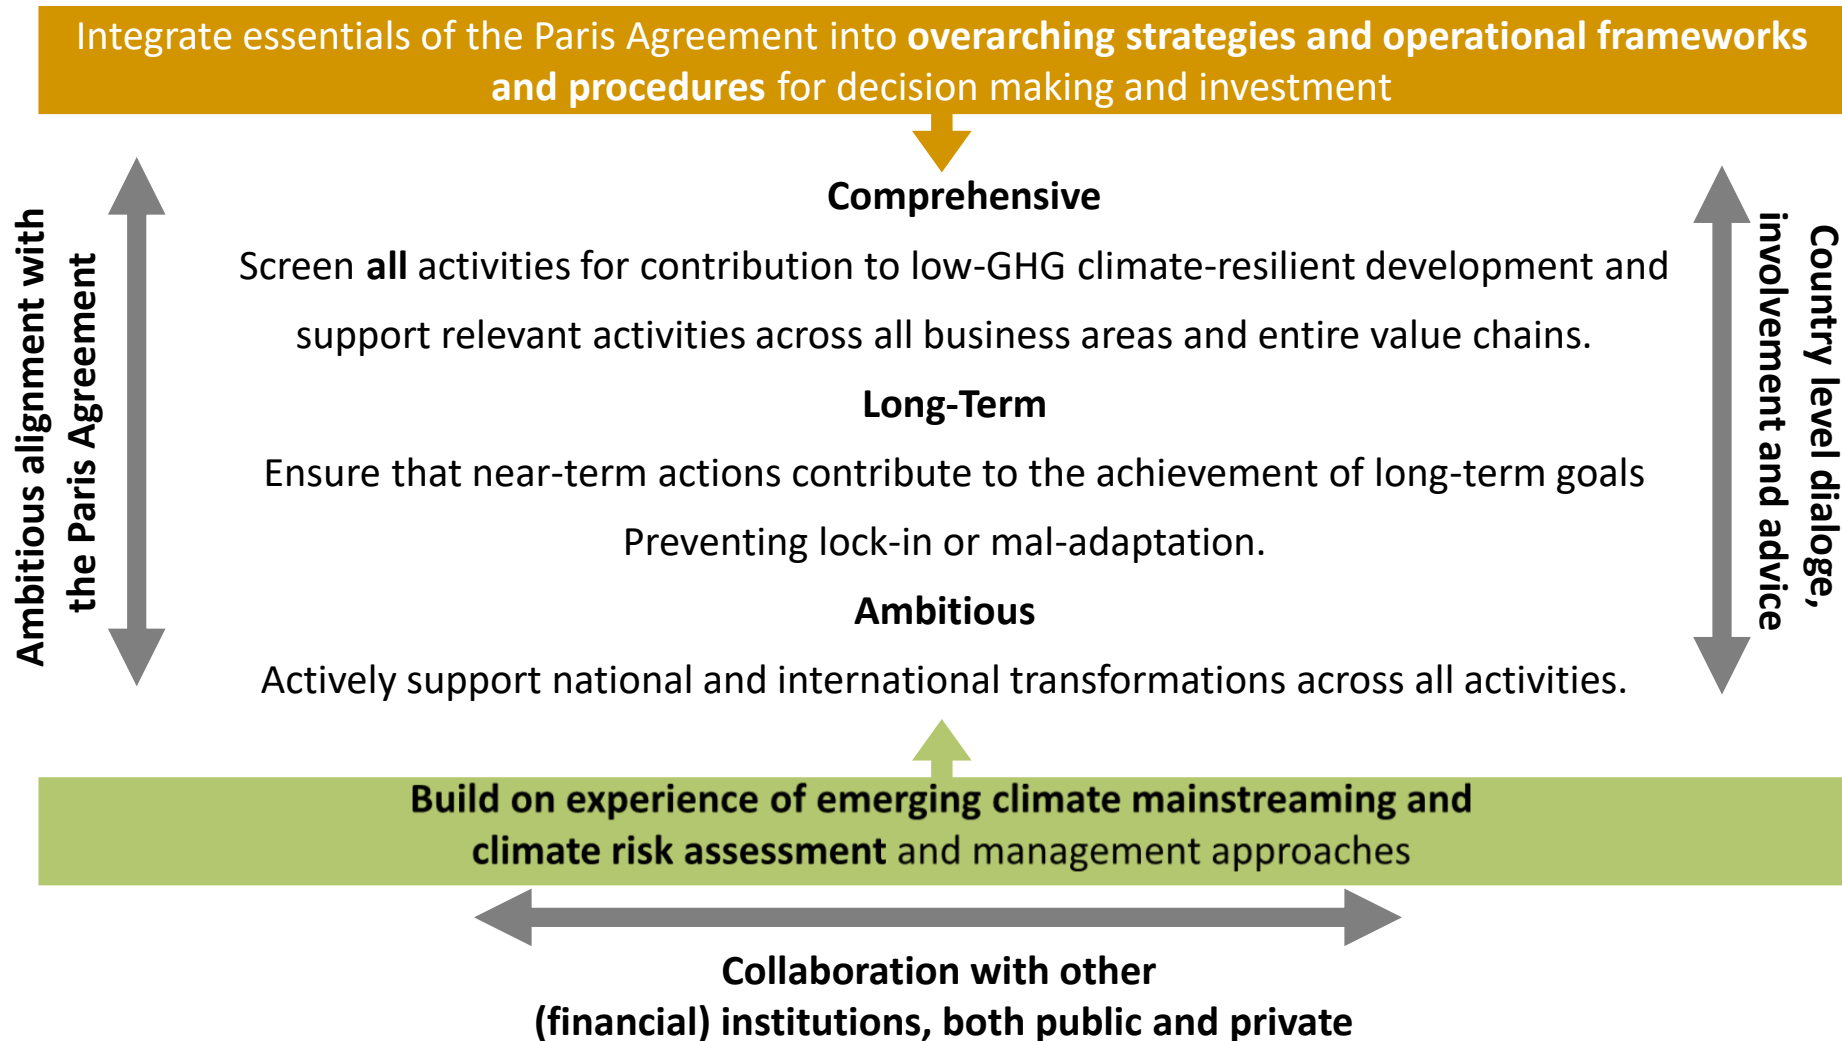 Integrate essentials of the Paris Agreement into overarching strategies and operational frameworks
and procedures for decision making and investment
Ambitious alignment with
the Paris Agreement
Comprehensive
Screen all activities for contribution to low-GHG climate-resilient development and
support relevant activities across all business areas and entire value chains.
Long-Term
Ensure that near-term actions contribute to the achievement of long-term goals
Preventing lock-in or mal-adaptation.
Ambitious
Actively support national and international transformations across all activities.
Country level dialoge,
involvement and advice
Build on experience of emerging climate mainstreaming and
climate risk assessment and management approaches
Collaboration with other
(financial) institutions, both public and private